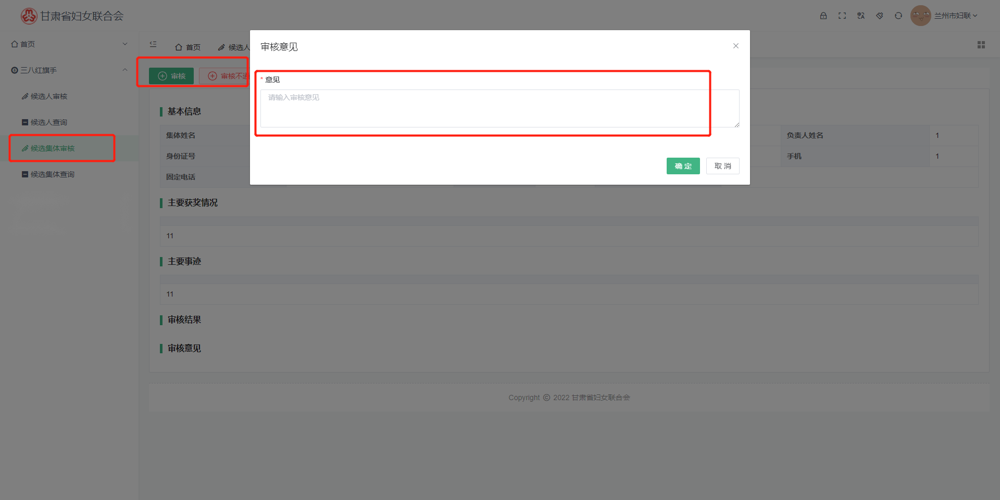 甘肃省妇女联合会
兰州市妇联
首页
三八红旗手
候选人审核
候选人查询
候选集体审核
候选集体查询
首页
候选人
审核
审核不通
审核意见
* 意见
请输入审核意见
确 定
取 消
基本信息
集体姓名
负责人姓名
1
身份证号
手机
1
固定电话
主要获奖情况
11
主要事迹
11
审核结果
审核意见
Copyright © 2022 甘肃省妇女联合会